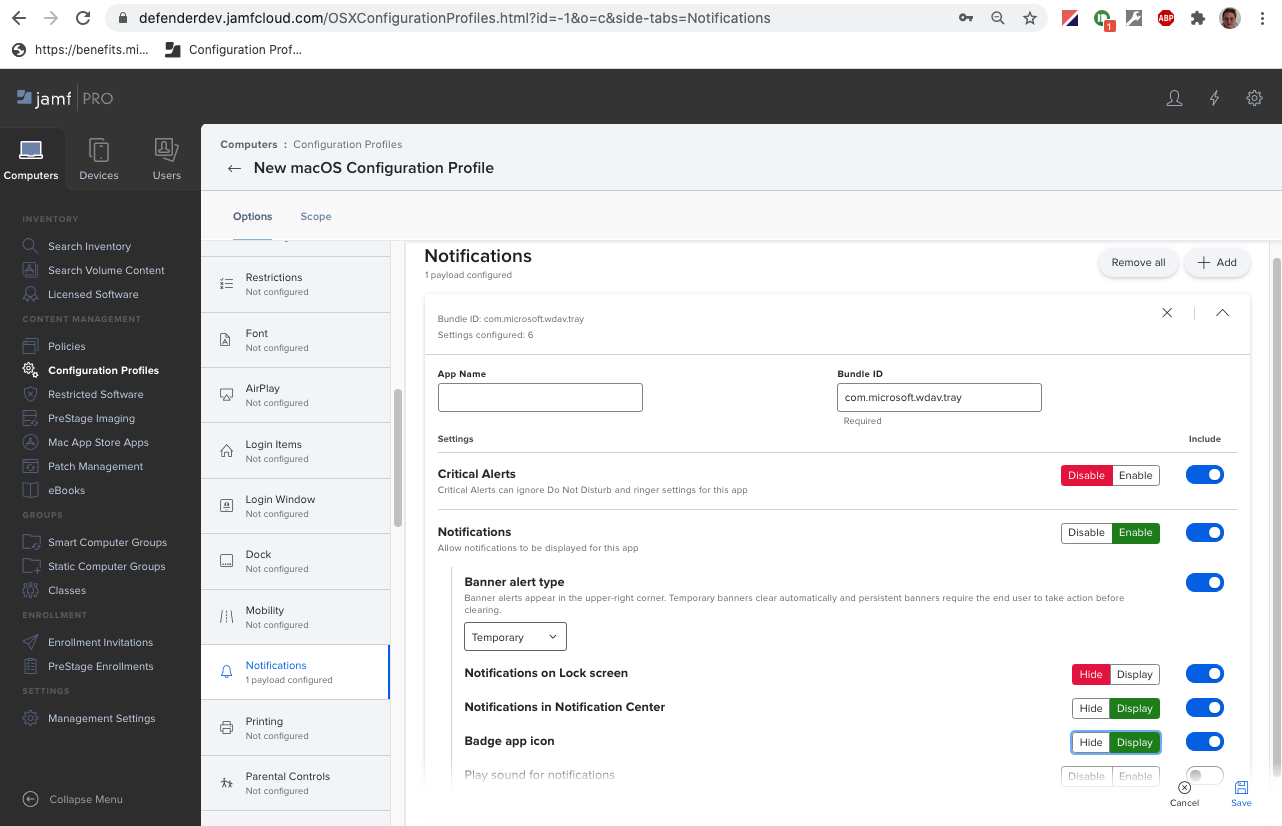 defenderdev.jamfcloud.com/OSXConfigurationProfiles.html?id=-1&o=c&side-tabs=Notifications
1
ABP
https://benefits.mi...
Configuration Prof...
jamf PRO
Computers
Devices
Users
Computers : Configuration Profiles
← New macOS Configuration Profile
Options
Scope
INVENTORY
Search Inventory
Search Volume Content
Licensed Software
CONTENT MANAGEMENT
Policies
Configuration Profiles
Restricted Software
PreStage Imaging
Mac App Store Apps
Patch Management
eBooks
GROUPS
Smart Computer Groups
Static Computer Groups
Classes
ENROLLMENT
Enrollment Invitations
PreStage Enrollments
SETTINGS
Management Settings
Collapse Menu
Restrictions
Not configured
Font
Not configured
AirPlay
Not configured
Login Items
Not configured
Login Window
Not configured
Dock
Not configured
Mobility
Not configured
Notifications
1 payload configured
Printing
Not configured
Parental Controls
Not configured
Notifications
1 payload configured
Remove all
Add
Bundle ID: com.microsoft.wdav.tray
Settings configured: 6
App Name
Bundle ID
com.microsoft.wdav.tray
Required
Settings
Include
Critical Alerts
Critical Alerts can ignore Do Not Disturb and ringer settings for this app
Disable Enable
Notifications
Allow notifications to be displayed for this app
Disable Enable
Banner alert type
Banner alerts appear in the upper-right corner. Temporary banners clear automatically and persistent banners require the end user to take action before
clearing.
Temporary
Notifications on Lock screen
Hide Display
Notifications in Notification Center
Hide Display
Badge app icon
Hide Display
Play sound for notifications
Disable Enable
Cancel
Save